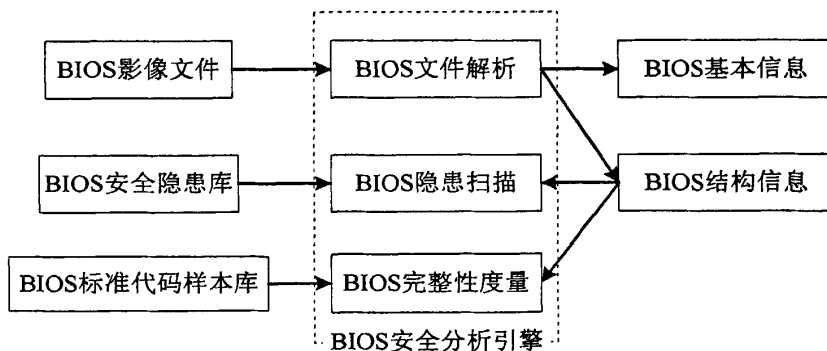 BIOS影像文件
BIOS文件解析
BIOS基本信息
BIOS安全隐患库
BIOS隐患扫描
BIOS结构信息
BIOS标准代码样本库
BIOS完整性度量
BIOS安全分析引擎